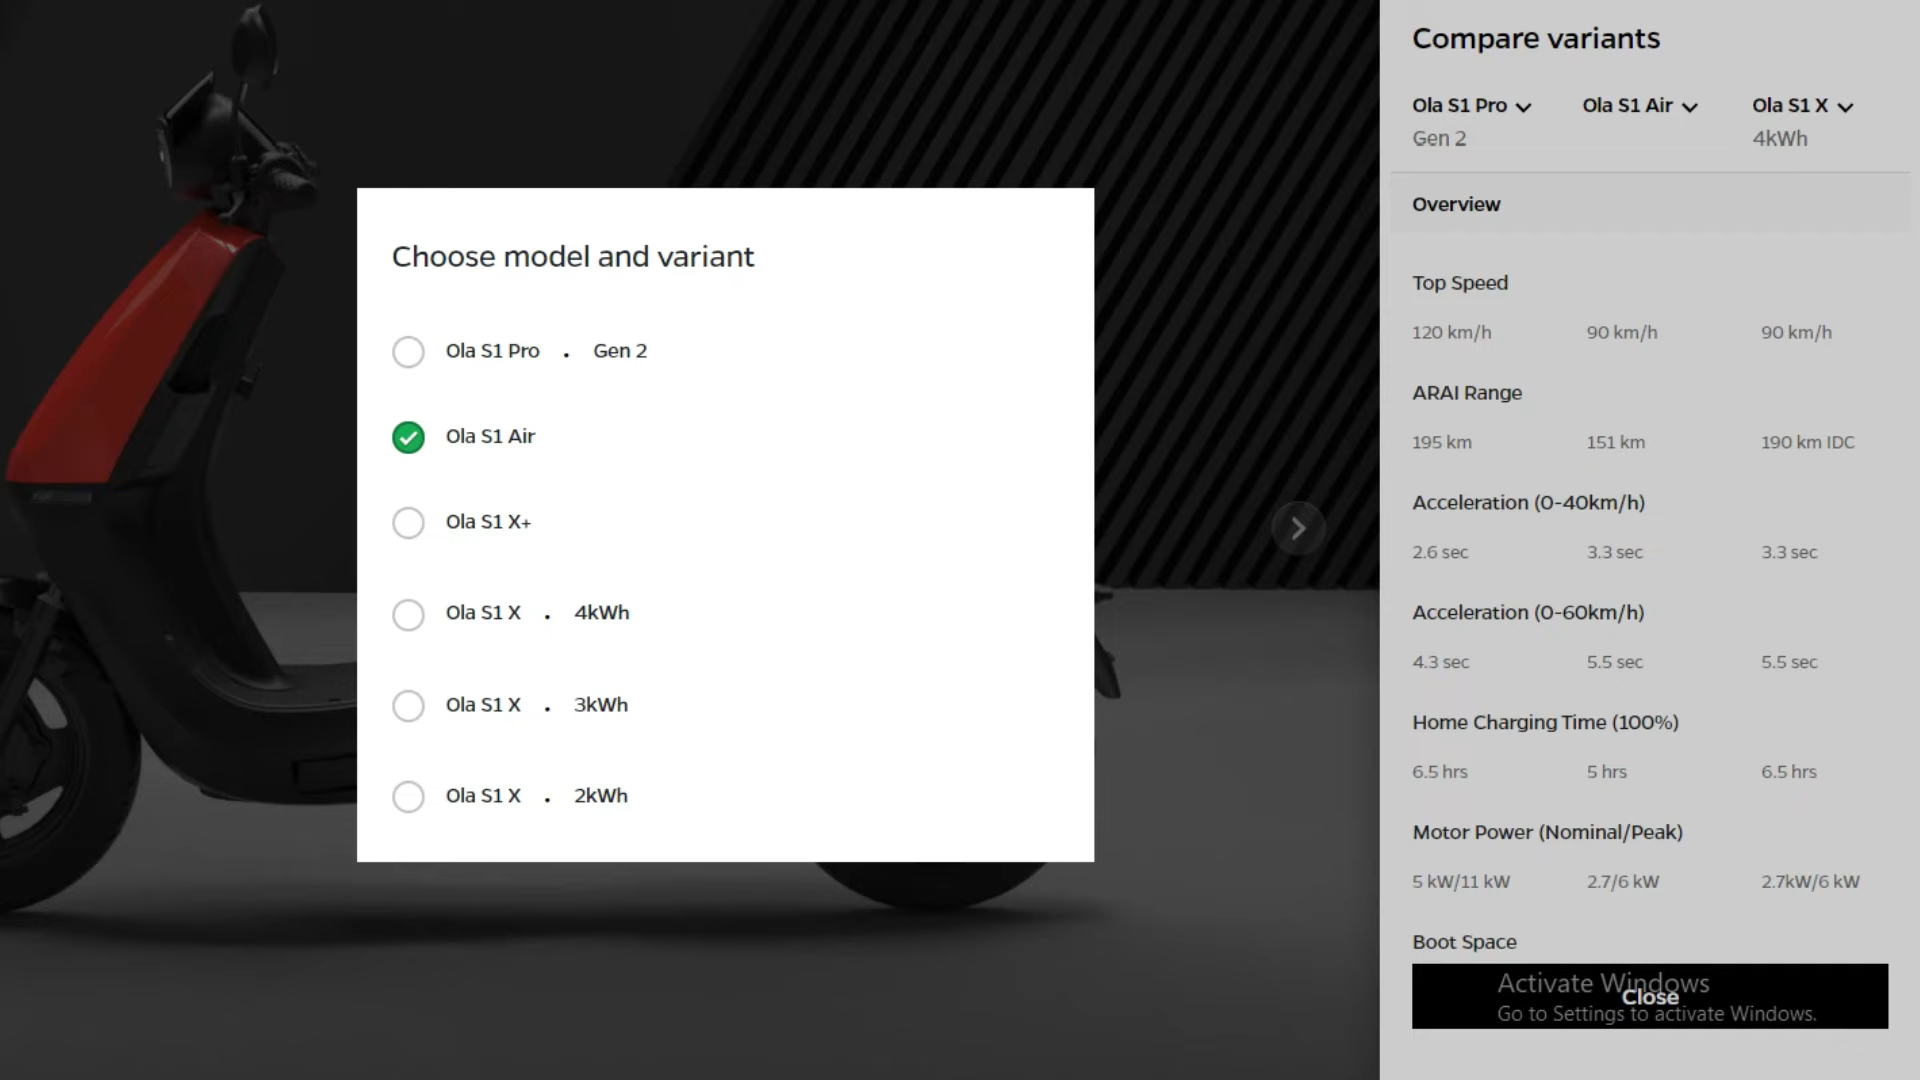 Choose model and variant
Ola S1 Pro . Gen 2
Ola S1 Air
Ola S1 X+
Ola S1 X . 4kWh
Ola S1 X . 3kWh
Ola S1 X . 2kWh
Compare variants
Ola S1 Pro Ola S1 Air Ola S1 X
Gen 2 4kWh
Overview
Top Speed
120 km/h 90 km/h 90 km/h
ARAI Range
195 km 151 km 190 km IDC
Acceleration (0-40km/h)
2.6 sec 3.3 sec 3.3 sec
Acceleration (0-60km/h)
4.3 sec 5.5 sec 5.5 sec
Home Charging Time (100%)
6.5 hrs 5 hrs 6.5 hrs
Motor Power (Nominal/Peak)
5 kW/11 kW 2.7/6 kW 2.7kW/6 kW
Boot Space
Activate Windows
Close
Go to Settings to activate Windows.